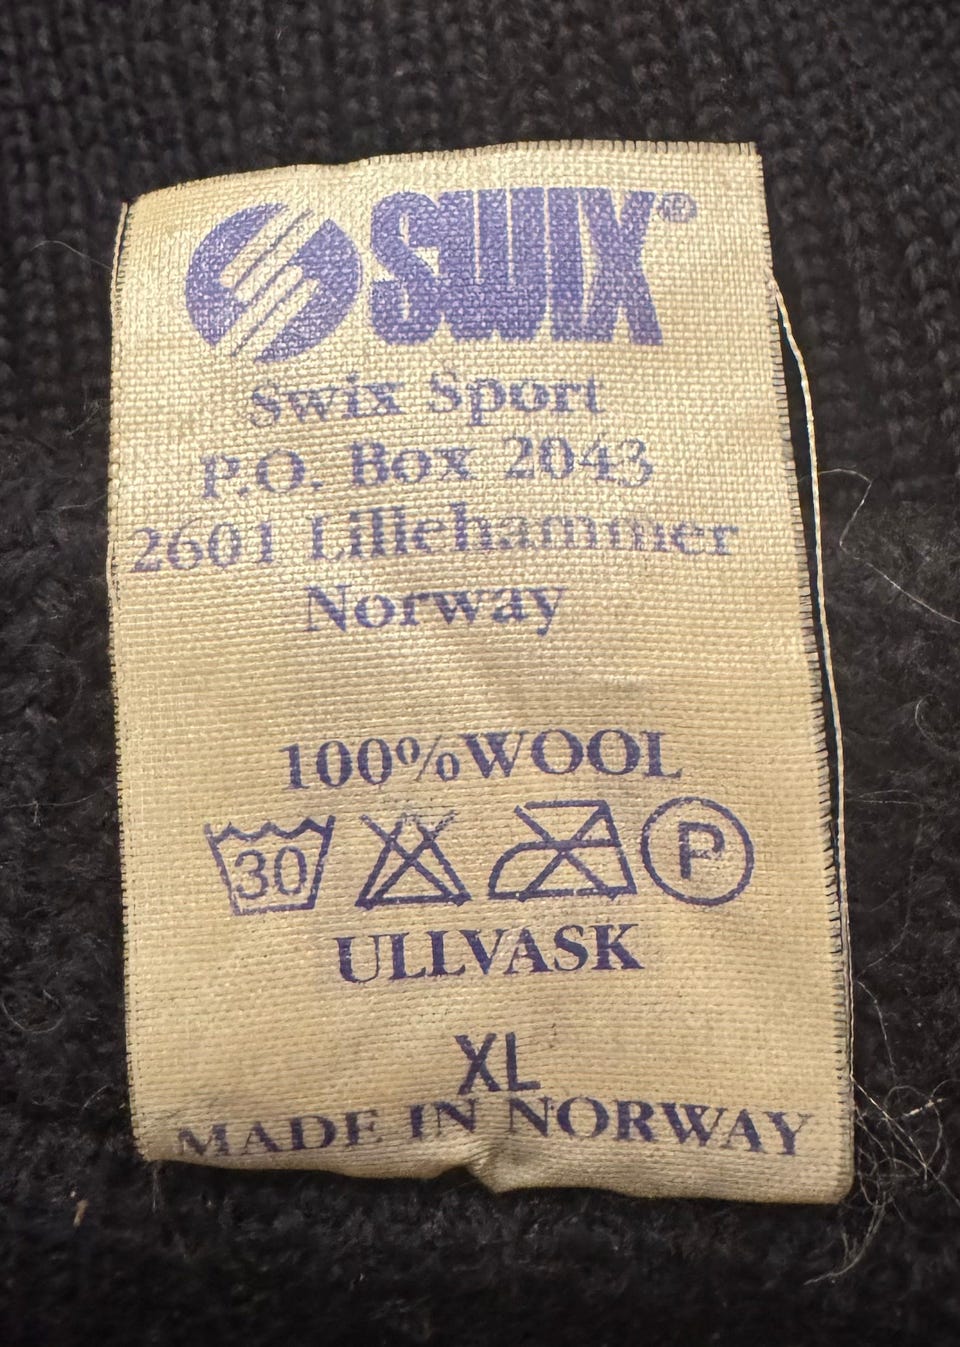 SWIX®
Swix Sport
P.O. Box 2043
2601 Lillehammer
Norway
100% WOOL
30 P
ULLVASK
XL
MADE IN NORWAY